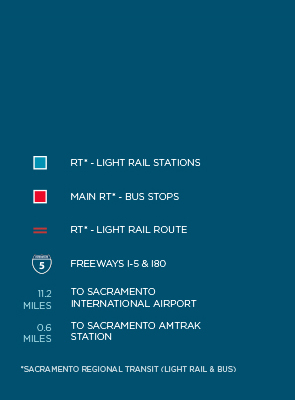 RT* - LIGHT RAIL STATIONS
MAIN RT* - BUS STOPS
RT* - LIGHT RAIL ROUTE
5
FREEWAYS I-5 & I80
11.2
MILES
TO SACRAMENTO
INTERNATIONAL AIRPORT
0.6
MILES
TO SACRAMENTO AMTRAK
STATION
*SACRAMENTO REGIONAL TRANSIT (LIGHT RAIL & BUS)